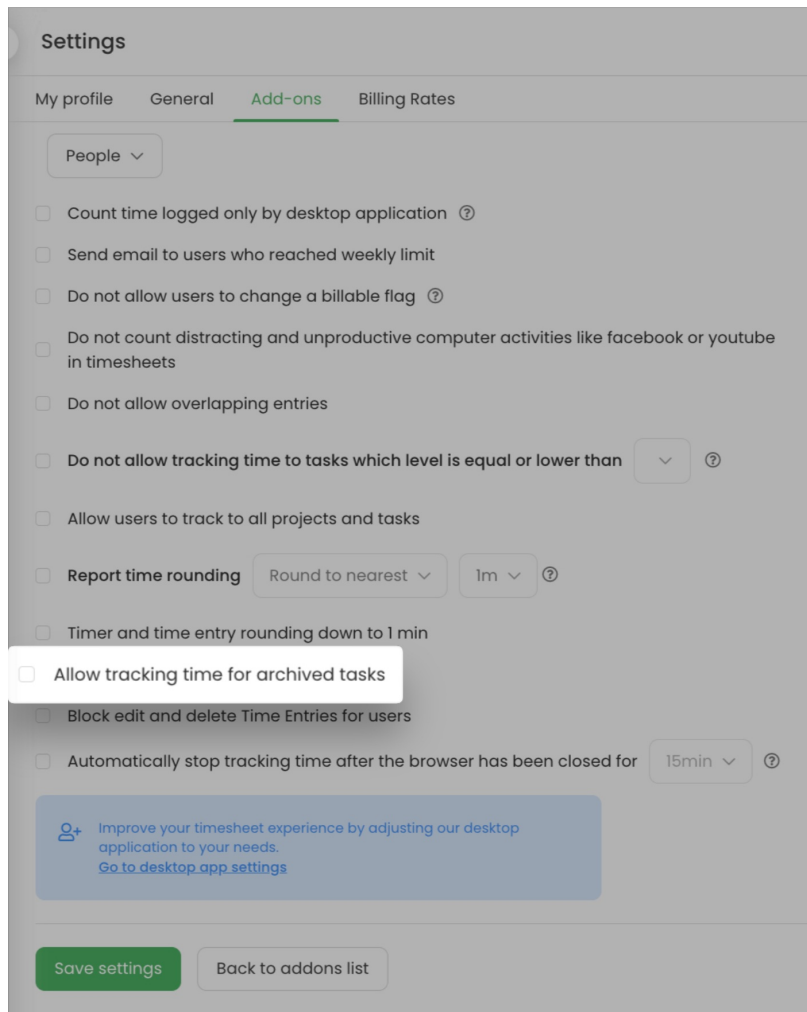 Settings
My profile General Add-ons Billing Rates
People
Count time logged only by desktop application ?
Send email to users who reached weekly limit
Do not allow users to change a billable flag ?
Do not count distracting and unproductive computer activities like facebook or youtube
in timesheets
Do not allow overlapping entries
Do not allow tracking time to tasks which level is equal or lower than ?
Allow users to track to all projects and tasks
Report time rounding Round to nearest 1m ?
Timer and time entry rounding down to 1 min
Allow tracking time for archived tasks
Block edit and delete Time Entries for users
Automatically stop tracking time after the browser has been closed for 15min ?
Improve your timesheet experience by adjusting our desktop
application to your needs.
Go to desktop app settings
Save settings Back to addons list